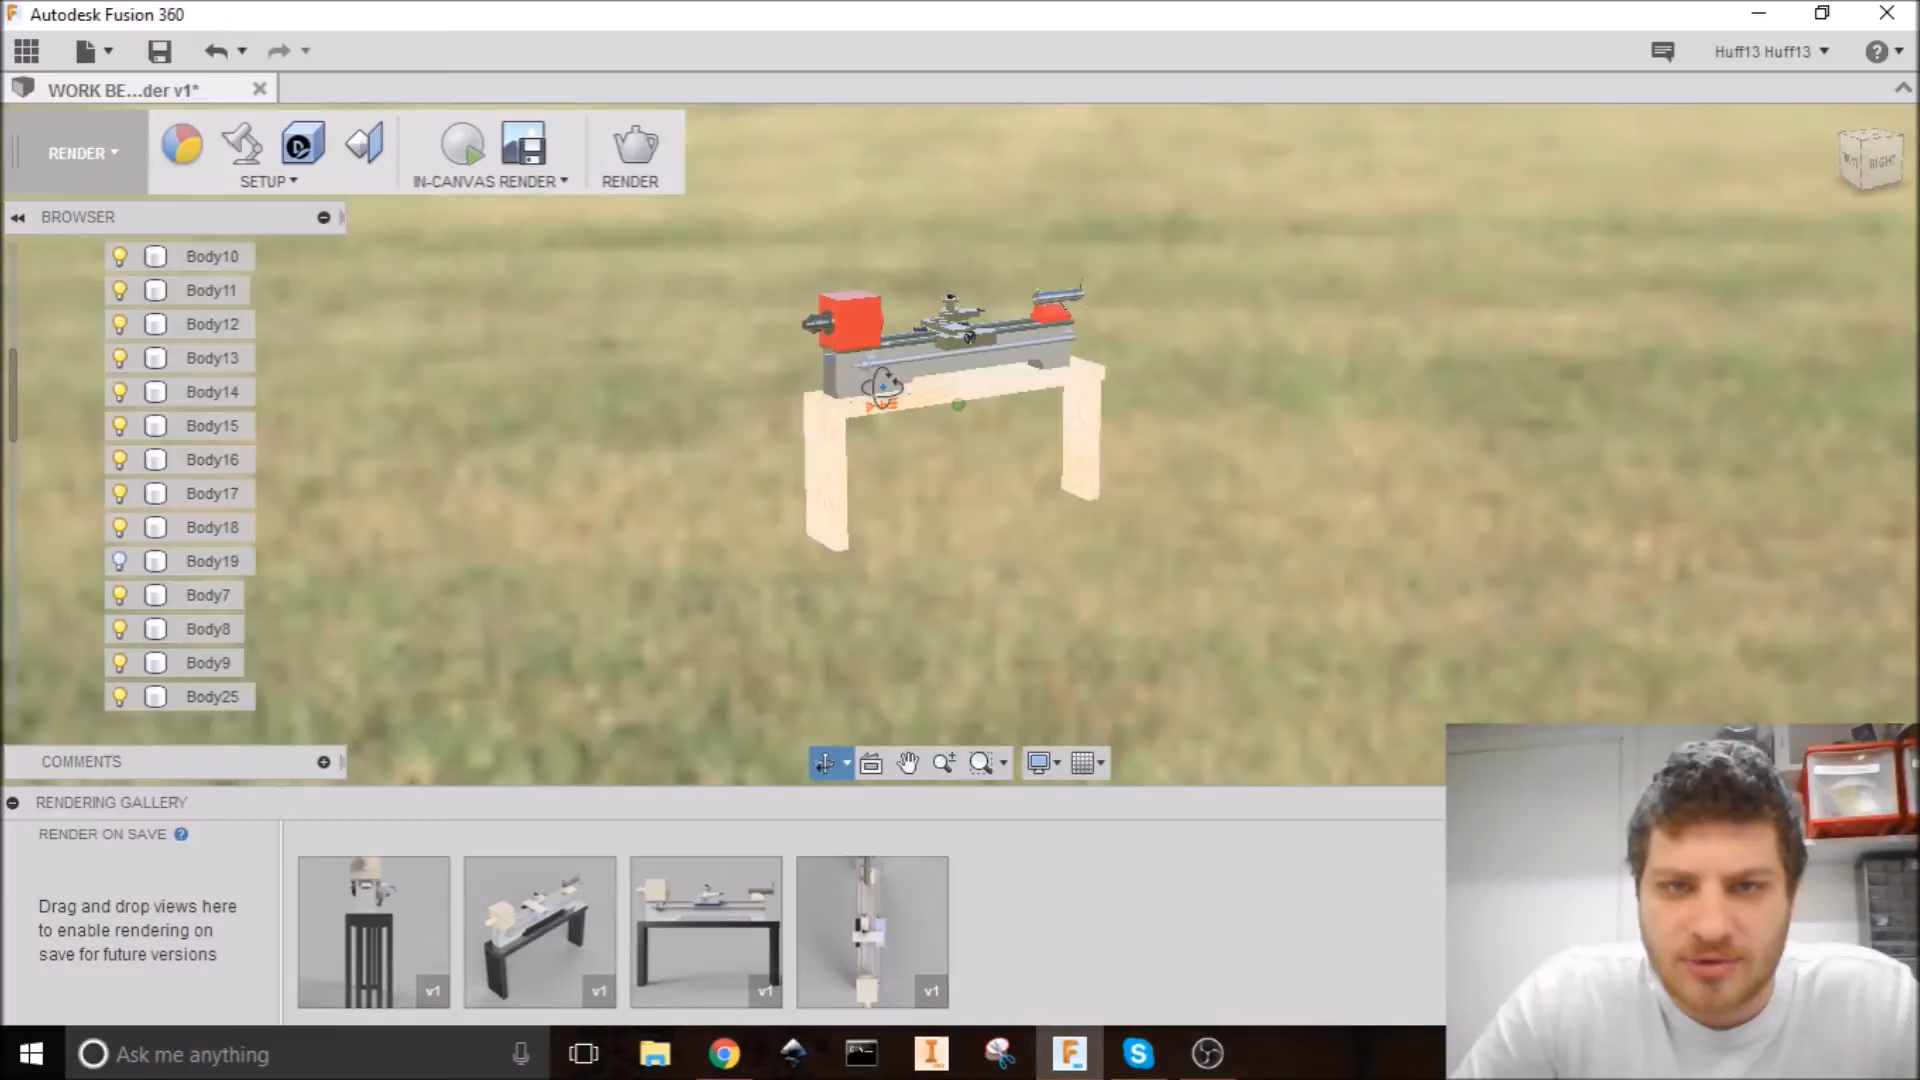 Autodesk Fusion 360
Huff13 Huff13
WORK BE...der v1*
RENDER
SETUP
IN-CANVAS RENDER
RENDER
RIGHT
BROWSER
Body10
Body11
Body12
Body13
Body14
Body15
Body16
Body17
Body18
Body19
Body7
Body8
Body9
Body25
COMMENTS
RENDERING GALLERY
RENDER ON SAVE
Drag and drop views here
to enable rendering on
save for future versions
v1
v1
v1
v1
Ask me anything